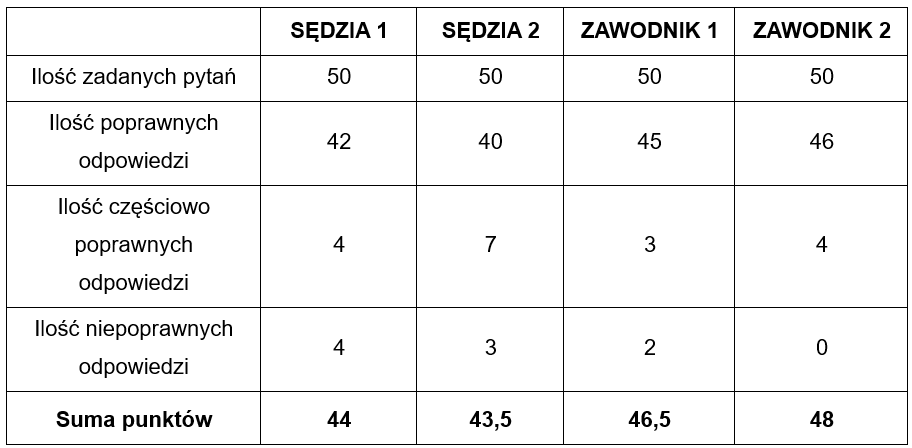 SĘDZIA 1 SĘDZIA 2 ZAWODNIK 1 ZAWODNIK 2
Ilość zadanych pytań 50 50 50 50
Ilość poprawnych
odpowiedzi 42 40 45 46
Ilość częściowo
poprawnych 4 7 3 4
odpowiedzi
Ilość niepoprawnych
odpowiedzi 4 3 2 0
Suma punktów 44 43,5 46,5 48